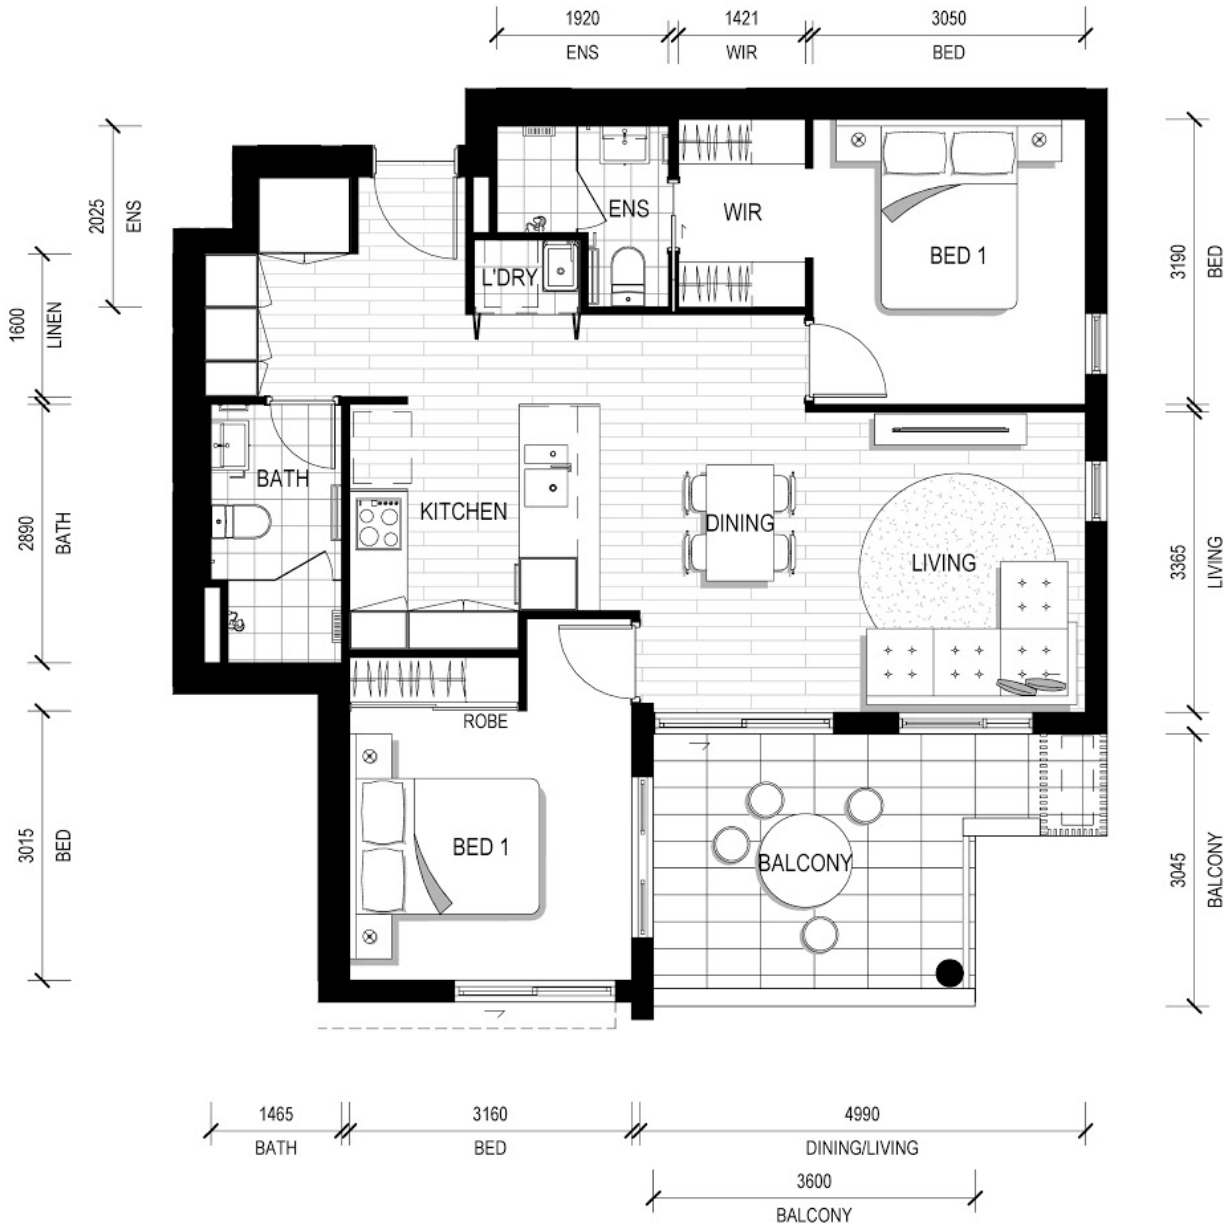 1920
1421
3050
ENS
WIR
BED
2025
ENS
3190
BED
1600
LINEN
ENS
WIR
BED 1
L'DRY
2890
BATH
BATH
KITCHEN
DINING
LIVING
3365
LIVING
ROBE
3015
BED
BED 1
BALCONY
3045
BALCONY
1465
3160
4990
BATH
BED
DINING/LIVING
3600
BALCONY